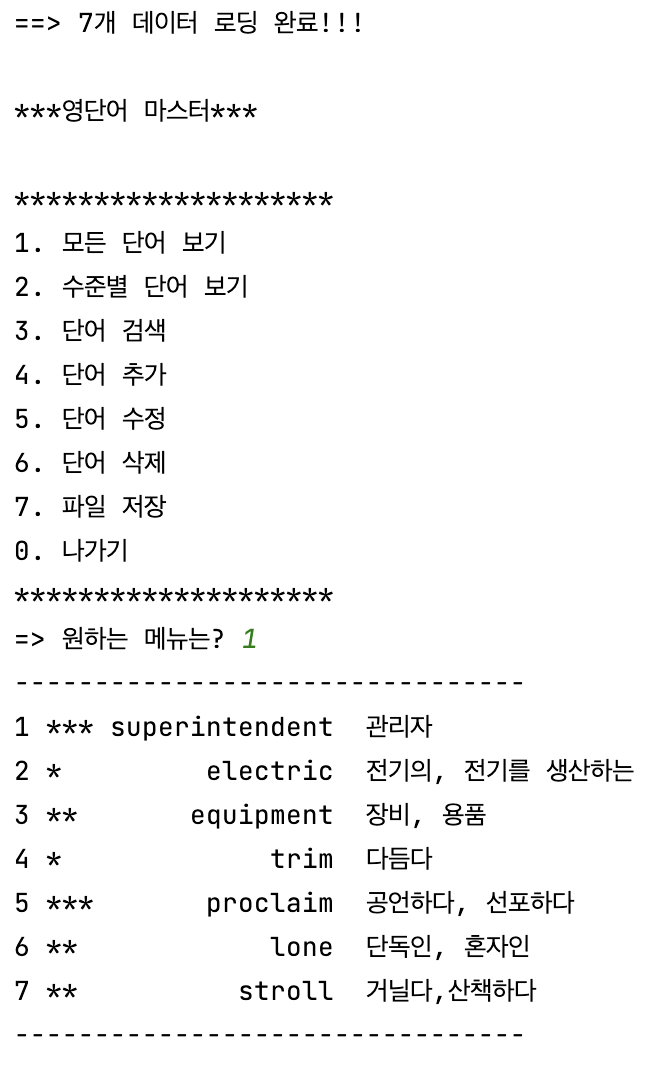 ==> 7개 데이터 로딩 완료!!!
***영단어 마스터***
********************
1. 모든 단어 보기
2. 수준별 단어 보기
3. 단어 검색
4. 단어 추가
5. 단어 수정
6. 단어 삭제
7. 파일 저장
0. 나가기
********************
=> 원하는 메뉴는? 1
--------------------------------
1 *** superintendent  관리자
2 *         electric  전기의, 전기를 생산하는
3 **       equipment  장비, 용품
4 *             trim  다듬다
5 ***       proclaim  공언하다, 선포하다
6 **            lone  단독인, 혼자인
7 **          stroll  거닐다,산책하다
--------------------------------